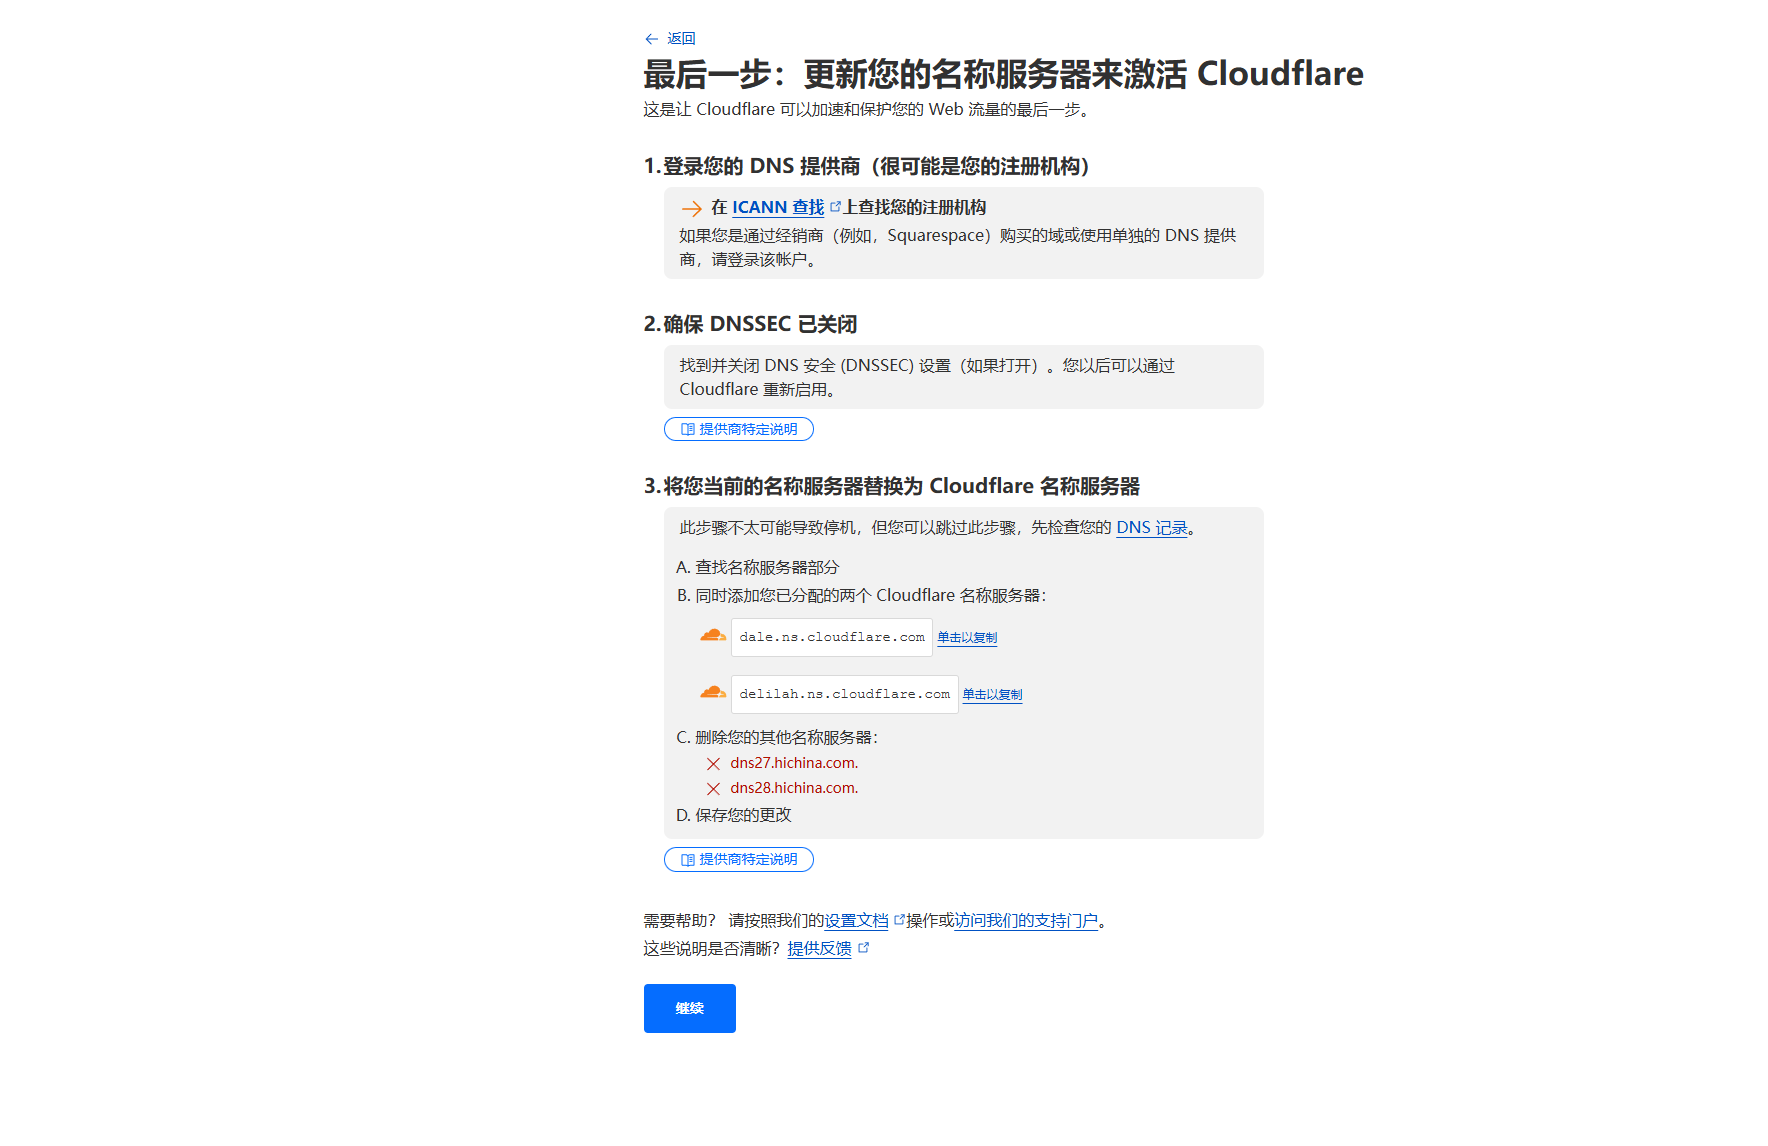 返回
最后一步：更新您的名称服务器来激活 Cloudflare
这是让 Cloudflare 可以加速和保护您的 Web 流量的最后一步。
1.登录您的 DNS 提供商（很可能是您的注册机构）
在 ICANN 查找 上查找您的注册机构
如果您是通过经销商（例如，Squarespace）购买的域或使用单独的 DNS 提供
商，请登录该帐户。
2.确保 DNSSEC 已关闭
找到并关闭 DNS 安全 (DNSSEC) 设置（如果打开）。您以后可以通过
Cloudflare 重新启用。
提供商特定说明
3.将您当前的名称服务器替换为 Cloudflare 名称服务器
此步骤不太可能导致停机，但您可以跳过此步骤，先检查您的 DNS 记录。
A. 查找名称服务器部分
B. 同时添加您已分配的两个 Cloudflare 名称服务器：
dale.ns.cloudflare.com 单击以复制
delilah.ns.cloudflare.com 单击以复制
C. 删除您的其他名称服务器：
dns27.hichina.com.
dns28.hichina.com.
D. 保存您的更改
提供商特定说明
需要帮助？ 请按照我们的设置文档 操作或访问我们的支持门户。
这些说明是否清晰？提供反馈
继续